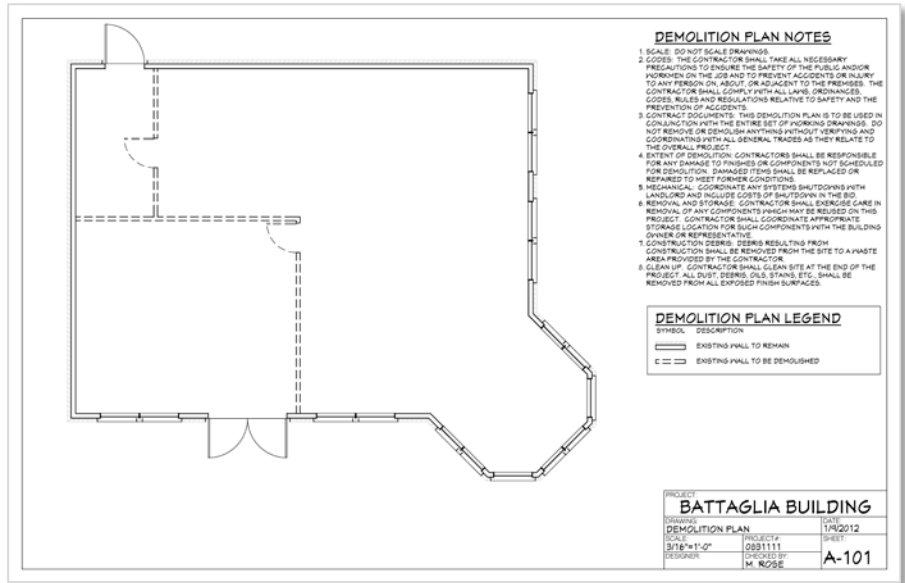 DEMOLITION PLAN NOTES
1. SCALE: DO NOT SCALE DRAWINGS.
2. CODES: THE CONTRACTOR SHALL TAKE ALL NECESSARY
PRECAUTIONS TO ENSURE THE SAFETY OF THE PUBLIC AND/OR
WORKMEN ON THE JOB AND TO PREVENT ACCIDENTS OR INJURY
TO ANY PERSON ON, ABOUT, OR ADJACENT TO THE PREMISES. THE
CONTRACTOR SHALL COMPLY WITH ALL LAWS, ORDINANCES,
CODES, RULES AND REGULATIONS RELATIVE TO SAFETY AND THE
PREVENTION OF ACCIDENTS.
3. CONTRACT DOCUMENTS: THIS DEMOLITION PLAN IS TO BE USED IN
CONJUNCTION WITH THE ENTIRE SET OF WORKING DRAWINGS. DO
NOT REMOVE OR DEMOLISH ANYTHING WITHOUT VERIFYING AND
COORDINATING WITH ALL GENERAL TRADES AS THEY RELATE TO
THE OVERALL PROJECT.
4. EXTENT OF DEMOLITION: CONTRACTORS SHALL BE RESPONSIBLE
FOR ANY DAMAGE TO FINISHES OR COMPONENTS NOT SCHEDULED
FOR DEMOLITION. DAMAGED ITEMS SHALL BE REPLACED OR
REPAIRED TO MEET FORMER CONDITIONS.
5. MECHANICAL: COORDINATE ANY SYSTEMS SHUTDOWNS WITH
LANDLORD AND INCLUDE COSTS OF SHUTDOWN IN THE BID.
6. REMOVAL AND STORAGE: CONTRACTOR SHALL EXERCISE CARE IN
REMOVAL OF ANY COMPONENTS WHICH MAY BE REUSED ON THIS
PROJECT. CONTRACTOR SHALL COORDINATE APPROPRIATE
STORAGE LOCATION FOR SUCH COMPONENTS WITH THE BUILDING
OWNER OR REPRESENTATIVE.
7. CONSTRUCTION DEBRIS: DEBRIS RESULTING FROM
CONSTRUCTION SHALL BE REMOVED FROM THE SITE TO A WASTE
AREA PROVIDED BY THE CONTRACTOR.
8. CLEAN UP: CONTRACTOR SHALL CLEAN SITE AT THE END OF THE
PROJECT. ALL DUST, DEBRIS, OILS, STAINS, ETC., SHALL BE
REMOVED FROM ALL EXPOSED FINISH SURFACES.
DEMOLITION PLAN LEGEND
SYMBOL DESCRIPTION
EXISTING WALL TO REMAIN
EXISTING WALL TO BE DEMOLISHED
PROJECT:
BATTAGLIA BUILDING
DRAWING: DATE:
DEMOLITION PLAN 1/9/2012
SCALE: PROJECT#: SHEET:
3/16"=1'-0" 0831111
DESIGNER: CHECKED BY: A-101
M. ROSE